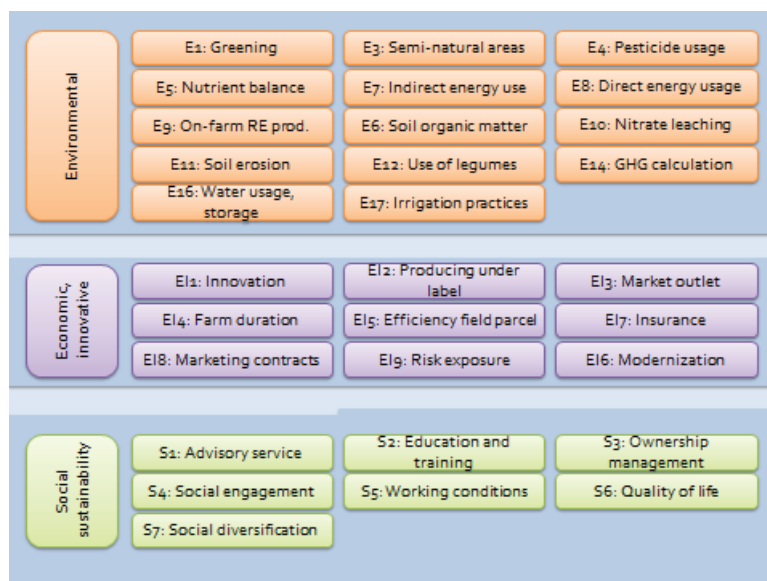 Environmental
E1: Greening
E3: Semi-natural areas
E4: Pesticide usage
E5: Nutrient balance
E7: Indirect energy use
E8: Direct energy usage
E9: On-farm RE prod.
E6: Soil organic matter
E10: Nitrate leaching
E11: Soil erosion
E12: Use of legumes
E14: GHG calculation
E16: Water usage,
storage
E17: Irrigation practices
Economic,
innovative
EI1: Innovation
EI2: Producing under
label
EI3: Market outlet
EI4: Farm duration
EI5: Efficiency field parcel
EI7: Insurance
EI8: Marketing contracts
EI9: Risk exposure
EI6: Modernization
Social
sustainability
S1: Advisory service
S2: Education and
training
S3: Ownership
management
S4: Social engagement
S5: Working conditions
S6: Quality of life
S7: Social diversification